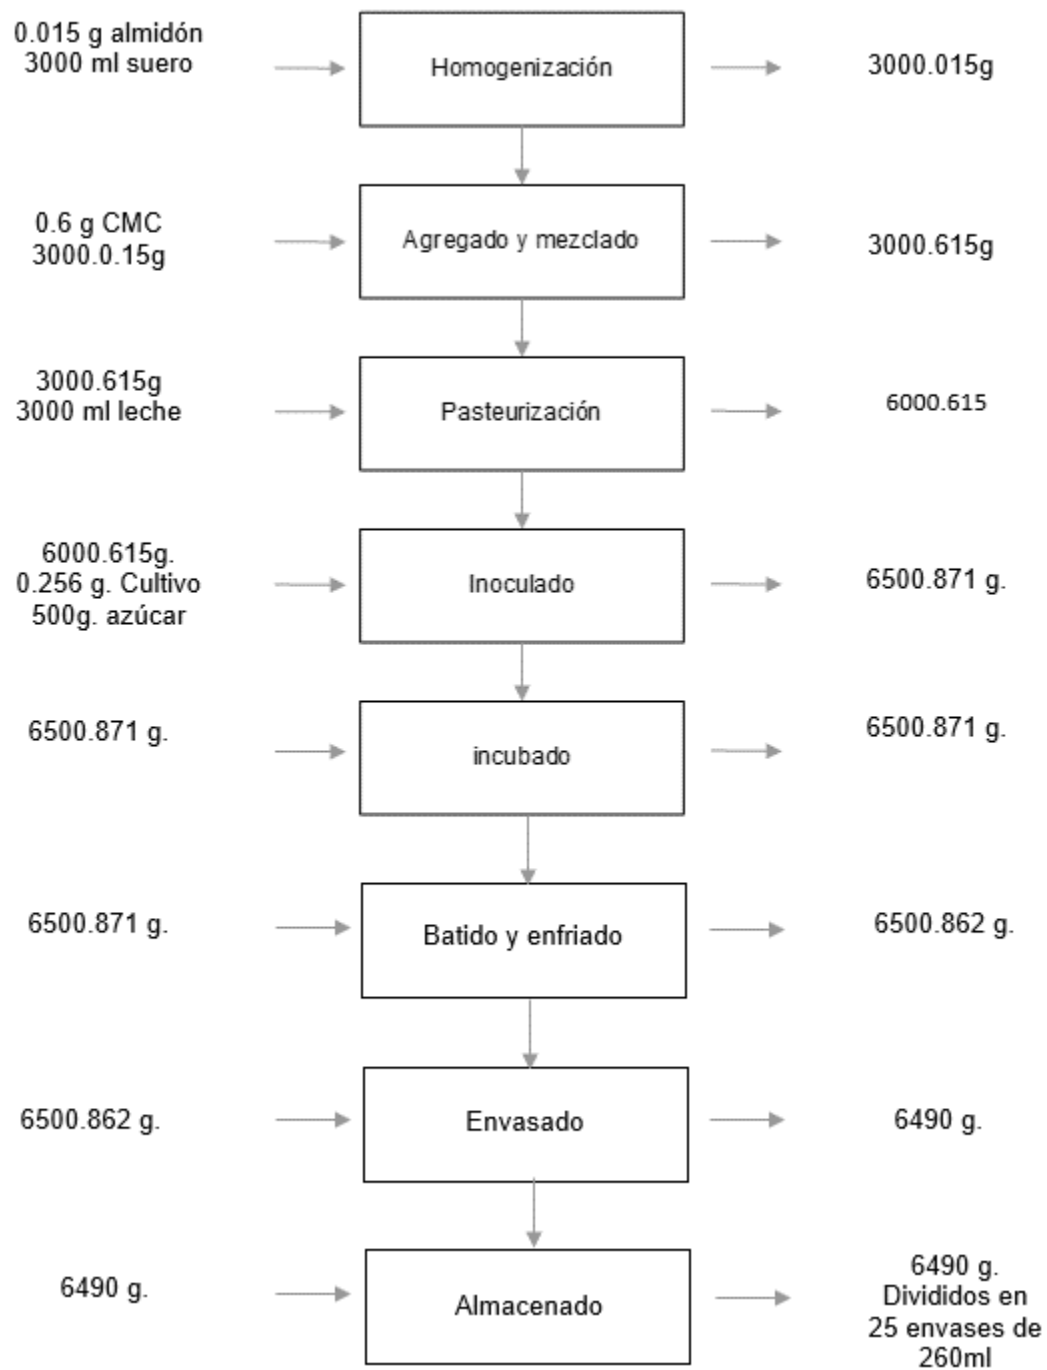 0.015 g almidón
3000 ml suero
Homogenización
3000.015g
0.6 g CMC
3000.0.15g
Agregado y mezclado
3000.615g
3000.615g
3000 ml leche
Pasteurización
6000.615
6000.615g.
0.256 g. Cultivo
500g. azúcar
Inoculado
6500.871 g.
6500.871 g.
incubado
6500.871 g.
6500.871 g.
Batido y enfriado
6500.862 g.
6500.862 g.
Envasado
6490 g.
6490 g.
Almacenado
6490 g.
Divididos en
25 envases de
260ml